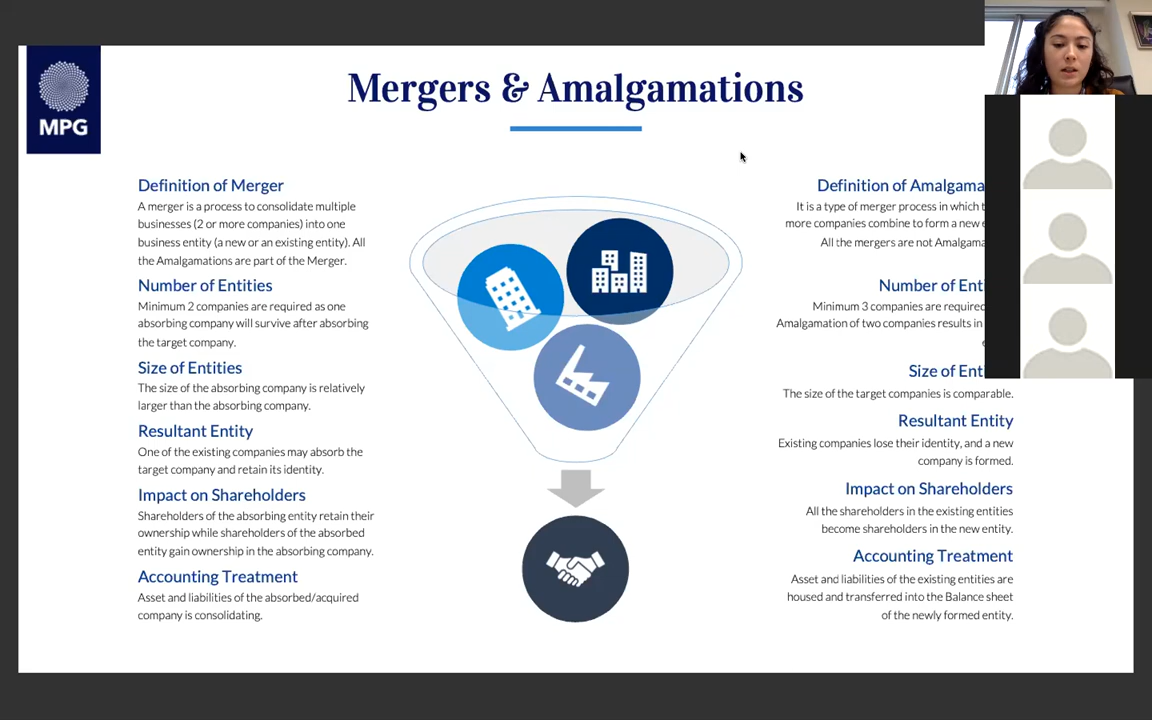 MPG
Mergers & Amalgamations
Definition of Merger
A merger is a process to consolidate multiple
businesses (2 or more companies) into one
business entity (a new or an existing entity). All
the Amalgamations are part of the Merger.
Number of Entities
Minimum 2 companies are required as one
absorbing company will survive after absorbing
the target company.
Size of Entities
The size of the absorbing company is relatively
larger than the absorbing company.
Resultant Entity
One of the existing companies may absorb the
target company and retain its identity.
Impact on Shareholders
Shareholders of the absorbing entity retain their
ownership while shareholders of the absorbed
entity gain ownership in the absorbing company.
Accounting Treatment
Asset and liabilities of the absorbed/acquired
company is consolidating.
Definition of
It is a type of merger process in which
more companies combine to form a new
All the mergers are not
Number of
Minimum 3 companies are required
Amalgamation of two companies results in
Size of
The size of the target companies is comparable.
Resultant Entity
Existing companies lose their identity, and a new
company is formed.
Impact on Shareholders
All the shareholders in the existing entities
become shareholders in the new entity.
Accounting Treatment
Asset and liabilities of the existing entities are
housed and transferred into the Balance sheet
of the newly formed entity.